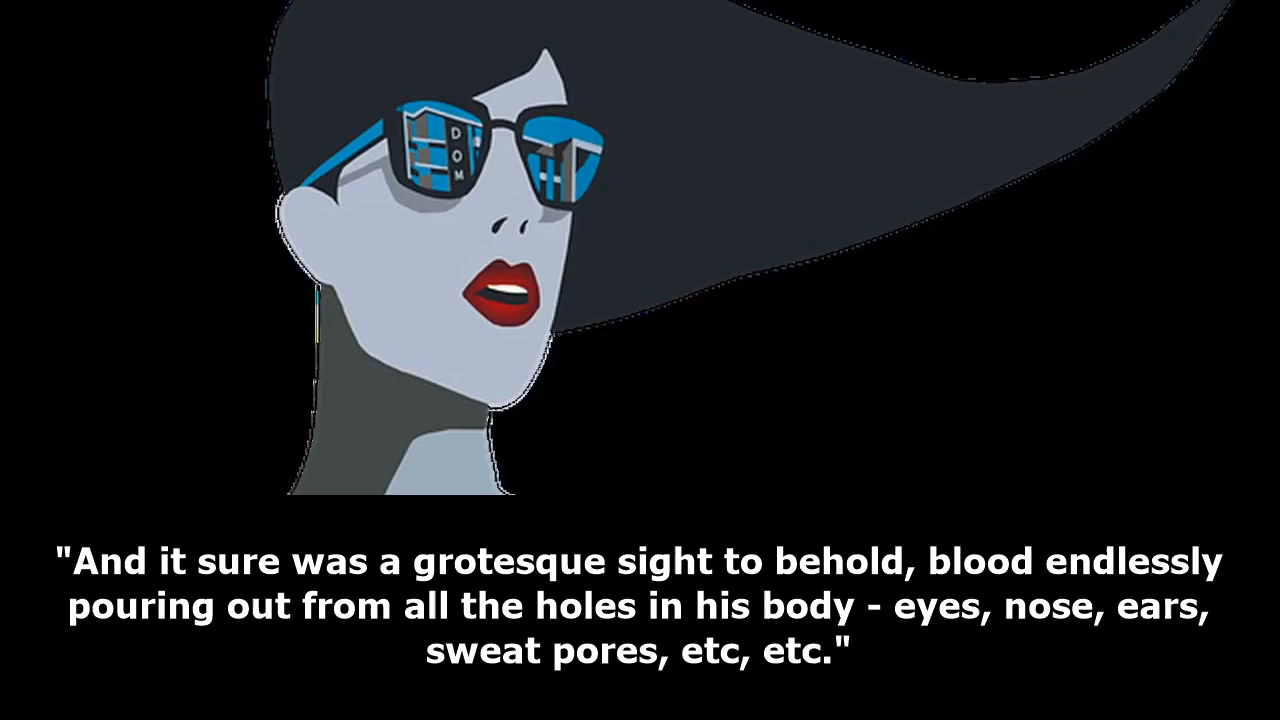 DOM
"And it sure was a grotesque sight to behold, blood endlessly
pouring out from all the holes in his body - eyes, nose, ears,
sweat pores, etc, etc."